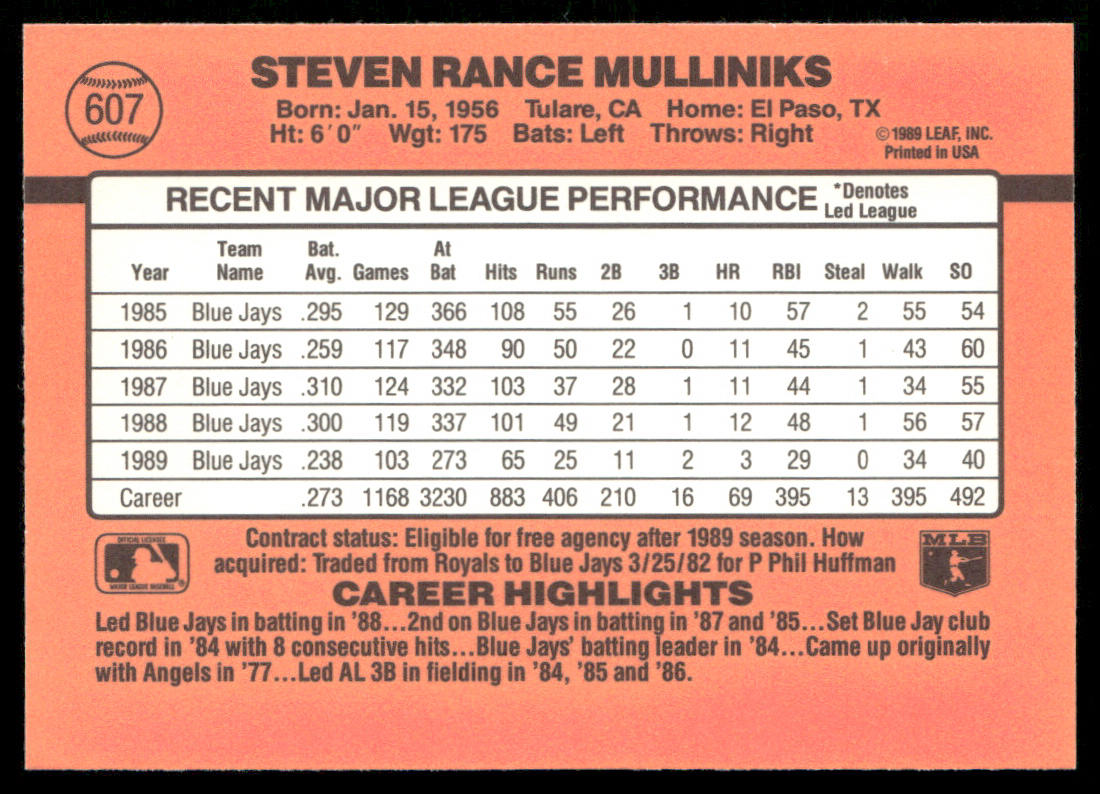 STEVEN RANCE MULLINIKS
607
Born: Jan. 15, 1956 Tulare, CA Home: El Paso, TX
Ht: 6'0" Wgt: 175 Bats: Left Throws: Right
©1989 LEAF, INC.
Printed in USA
RECENT MAJOR LEAGUE PERFORMANCE *Denotes
Led League
Team Bat. At
Year Name Avg. Games Bat Hits Runs 2B 3B HR RBI Steal Walk SO
1985 Blue Jays .295 129 366 108 55 26 1 10 57 2 55 54
1986 Blue Jays .259 117 348 90 50 22 0 11 45 1 43 60
1987 Blue Jays .310 124 332 103 37 28 1 11 44 1 34 55
1988 Blue Jays .300 119 337 101 49 21 1 12 48 1 56 57
1989 Blue Jays .238 103 273 65 25 11 2 3 29 0 34 40
Career .273 1168 3230 883 406 210 16 69 395 13 395 492
OFFICIAL LICENSEE
MAJOR LEAGUE BASEBALL
Contract status: Eligible for free agency after 1989 season. How
acquired: Traded from Royals to Blue Jays 3/25/82 for P Phil Huffman
MLB
CAREER HIGHLIGHTS
Led Blue Jays in batting in '88...2nd on Blue Jays in batting in '87 and '85...Set Blue Jay club
record in '84 with 8 consecutive hits...Blue Jays' batting leader in '84...Came up originally
with Angels in '77...Led AL 3B in fielding in '84, '85 and '86.